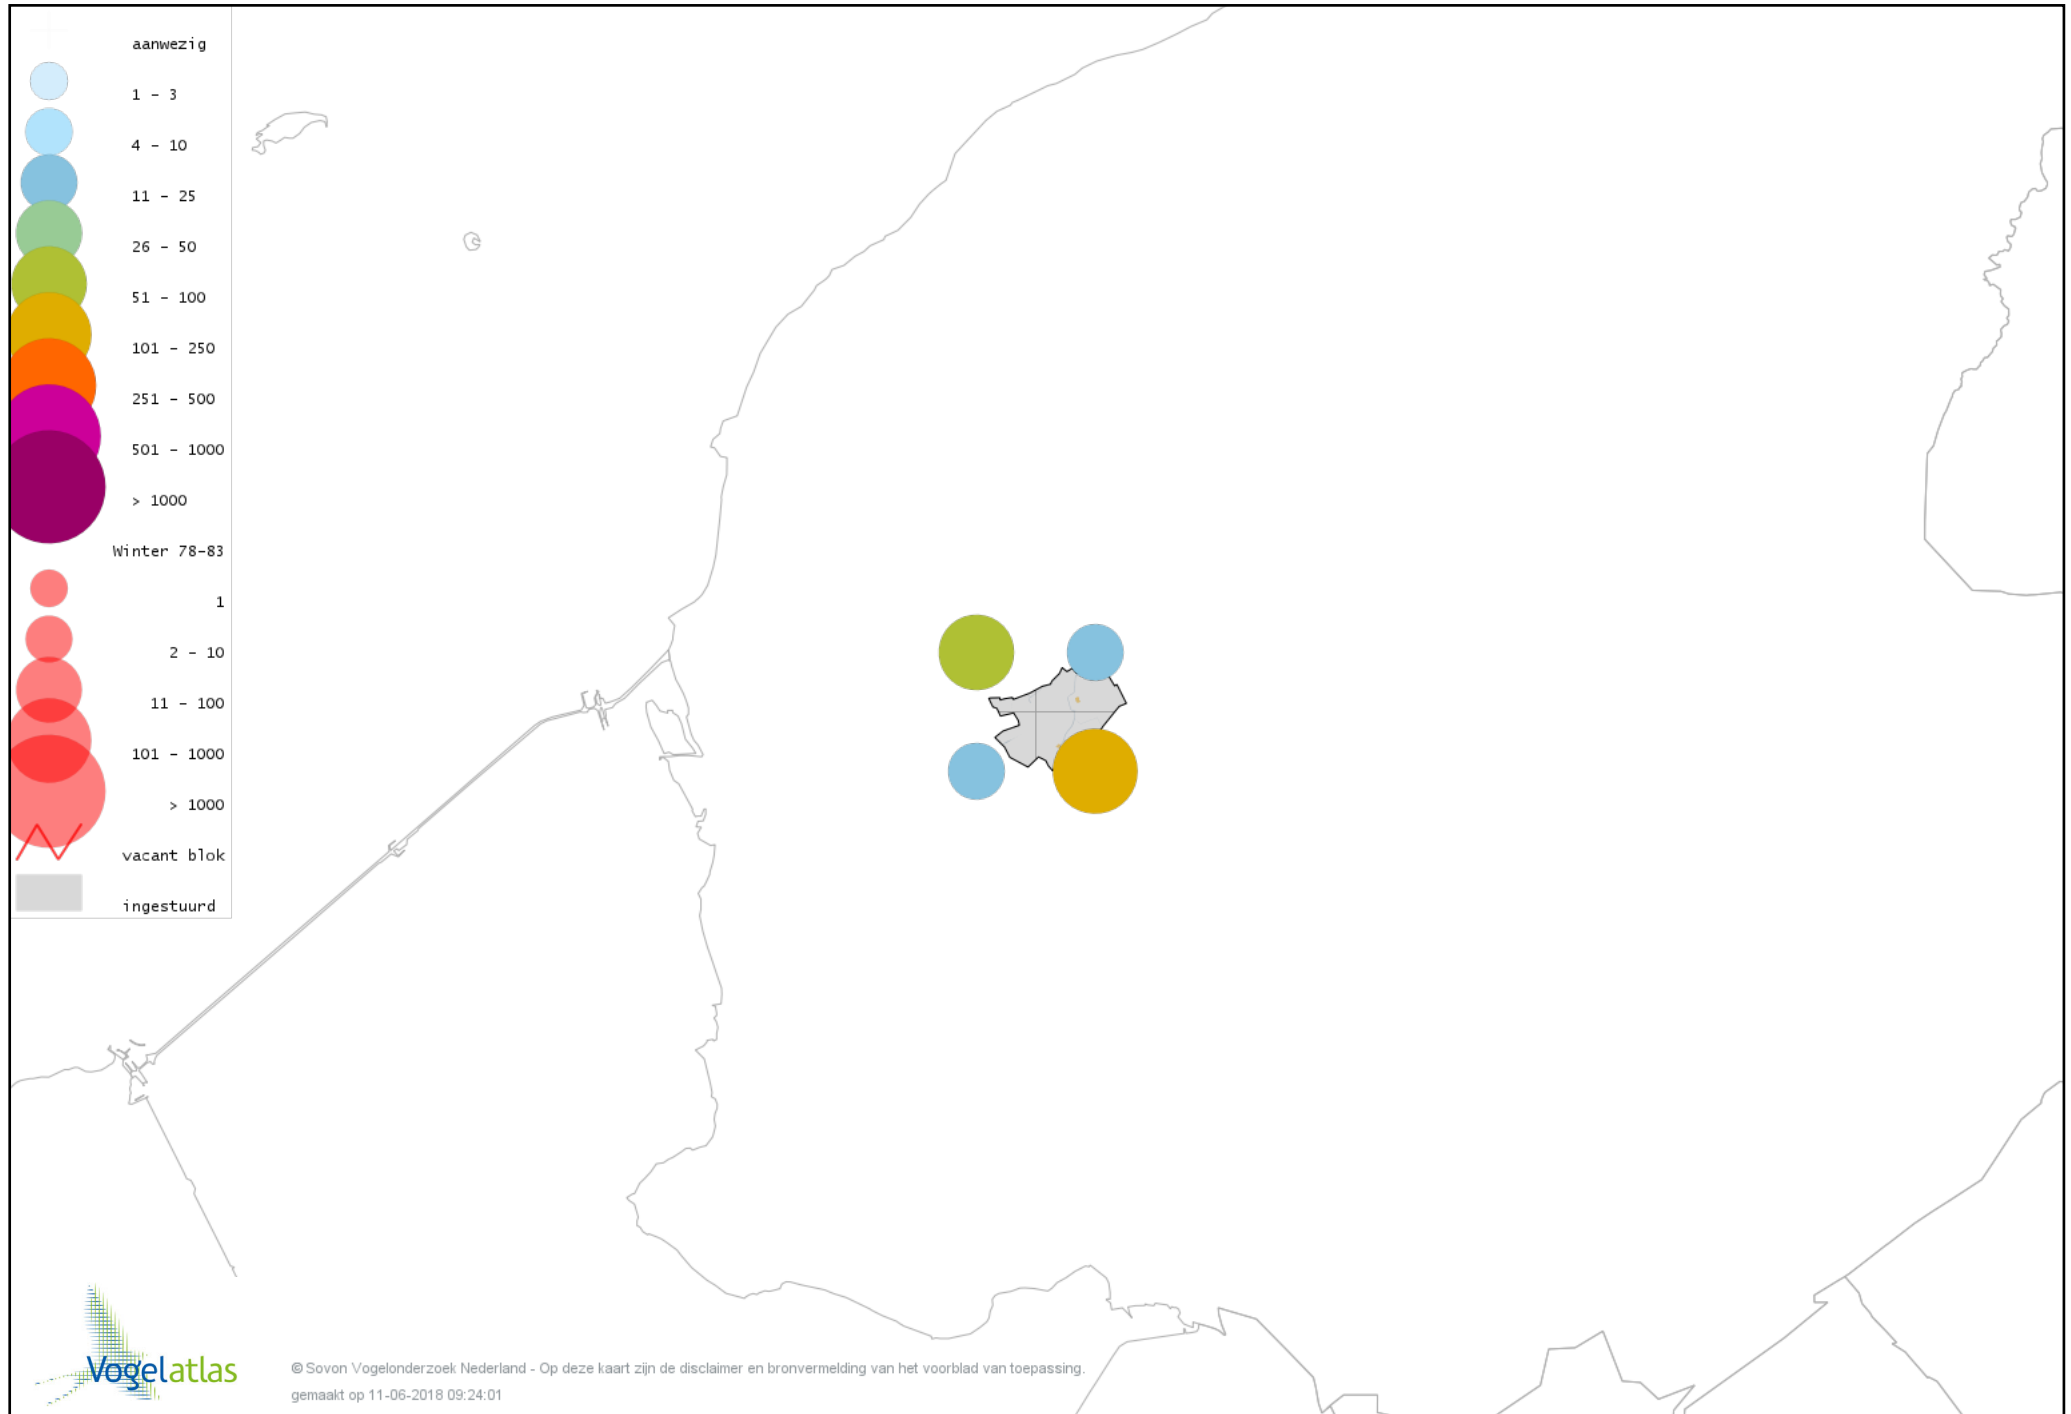 aanwezig
1 - 3
4 - 10
11 - 25
26 - 50
51 - 100
101 - 250
251 - 500
501 - 1000
> 1000
Winter 78-83
1
2 - 10
11 - 100
101 - 1000
> 1000
vacant blok
ingestuurd
Vogelatlas
© Sovon Vogelonderzoek Nederland - Op deze kaart zijn de disclaimer en bronvermelding van het voorblad van toepassing.
gemaakt op 11-06-2018 09:24:01